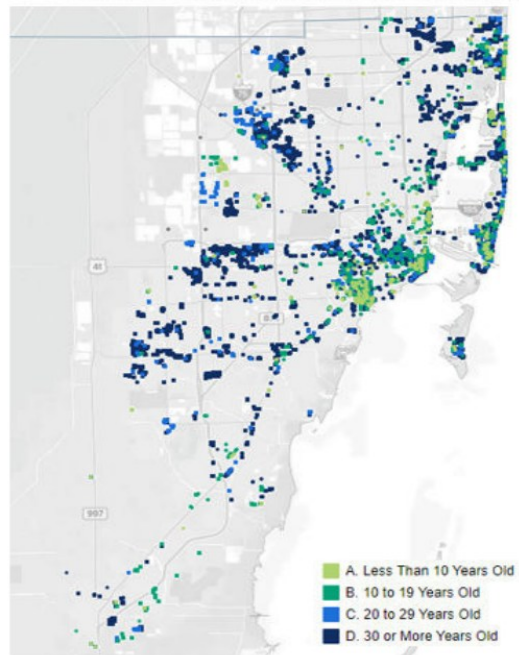 41
997
A. Less Than 10 Years Old
B. 10 to 19 Years Old
C. 20 to 29 Years Old
D. 30 or More Years Old